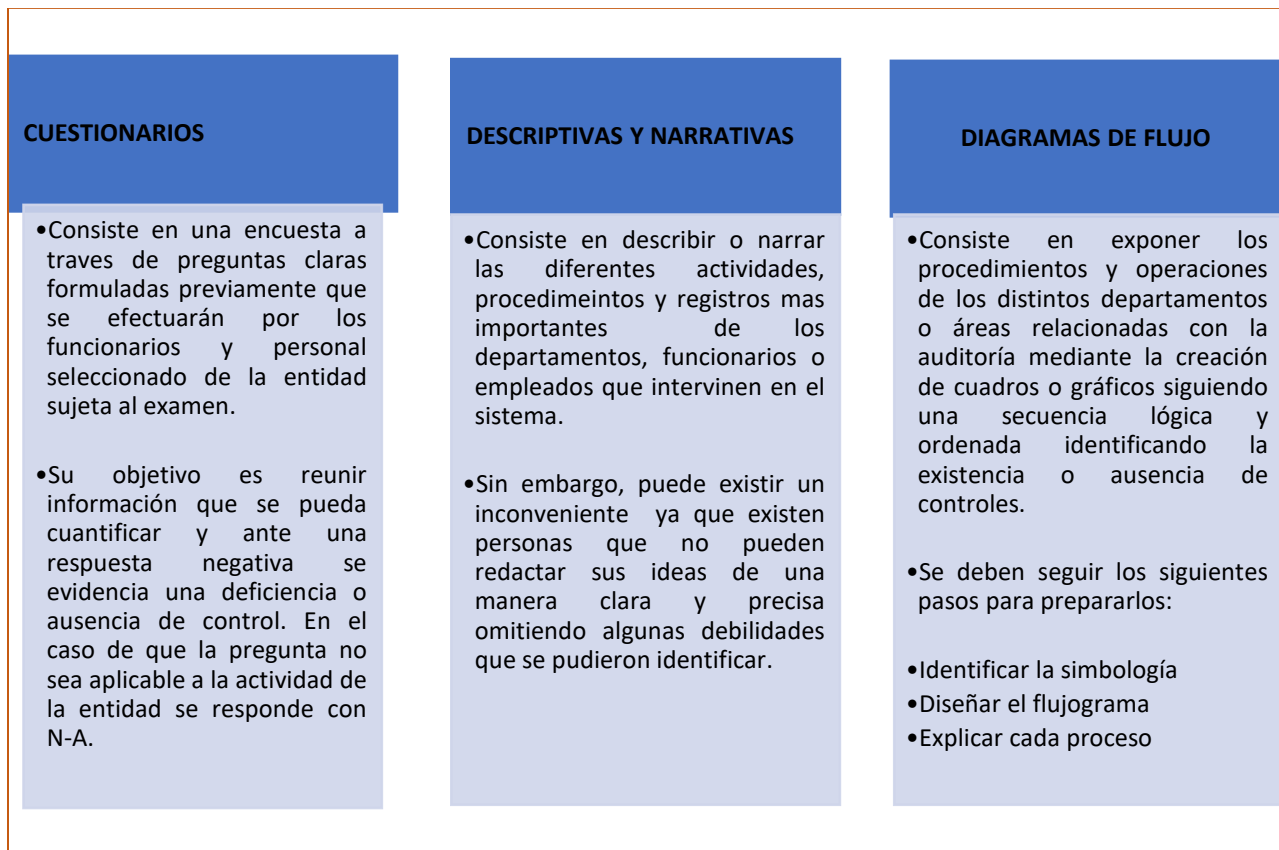 CUESTIONARIOS
•Consiste en una encuesta a
traves de preguntas claras
formuladas previamente que
se efectuarán por los
funcionarios y personal
seleccionado de la entidad
sujeta al examen.
•Su objetivo es reunir
información que se pueda
cuantificar y ante una
respuesta negativa se
evidencia una deficiencia o
ausencia de control. En el
caso de que la pregunta no
sea aplicable a la actividad de
la entidad se responde con
N-A.
DESCRIPTIVAS Y NARRATIVAS
•Consiste en describir o narrar
las diferentes actividades,
procedimeintos y registros mas
importantes de los
departamentos, funcionarios o
empleados que intervinen en el
sistema.
•Sin embargo, puede existir un
inconveniente ya que existen
personas que no pueden
redactar sus ideas de una
manera clara y precisa
omitiendo algunas debilidades
que se pudieron identificar.
DIAGRAMAS DE FLUJO
•Consiste en exponer los
procedimientos y operaciones
de los distintos departamentos
o áreas relacionadas con la
auditoría mediante la creación
de cuadros o gráficos siguiendo
una secuencia lógica y
ordenada identificando la
existencia o ausencia de
controles.
•Se deben seguir los siguientes
pasos para prepararlos:
•Identificar la simbología
•Diseñar el flujograma
•Explicar cada proceso